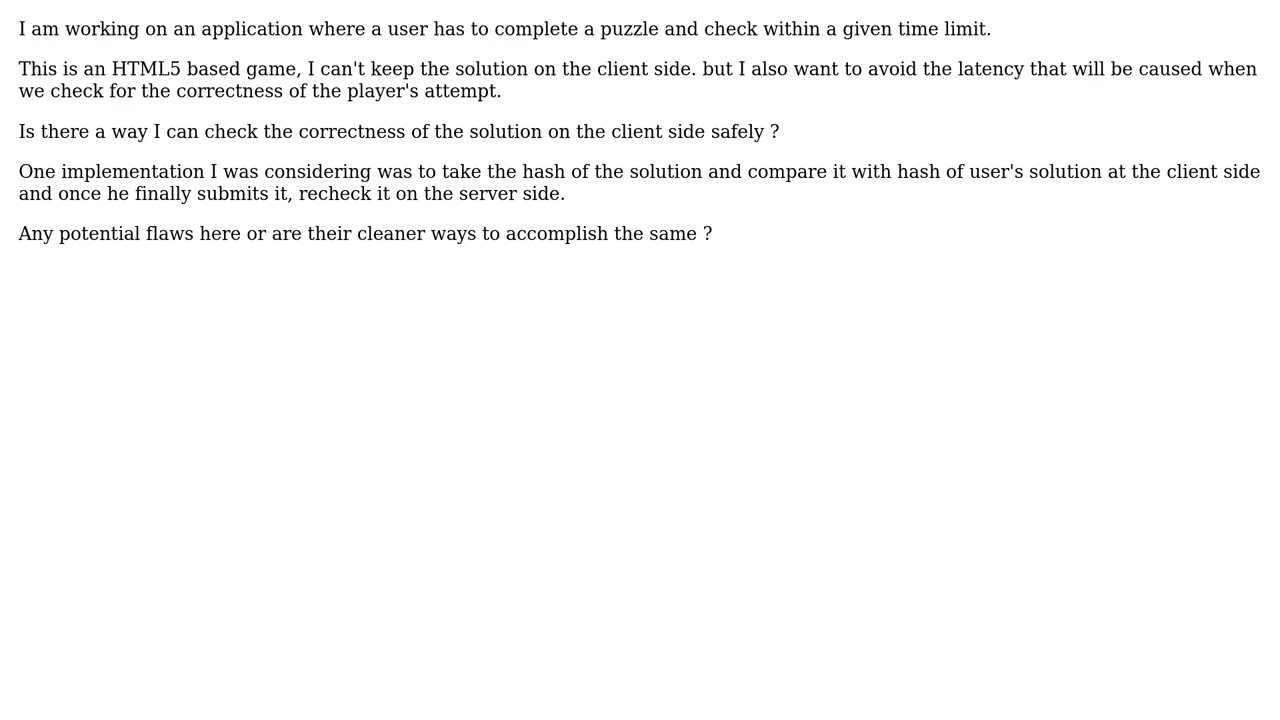 I am working on an application where a user has to complete a puzzle and check within a given time limit.
This is an HTML5 based game, I can't keep the solution on the client side. but I also want to avoid the latency that will be caused when
we check for the correctness of the player's attempt.
Is there a way I can check the correctness of the solution on the client side safely ?
One implementation I was considering was to take the hash of the solution and compare it with hash of user's solution at the client side
and once he finally submits it, recheck it on the server side.
Any potential flaws here or are their cleaner ways to accomplish the same ?